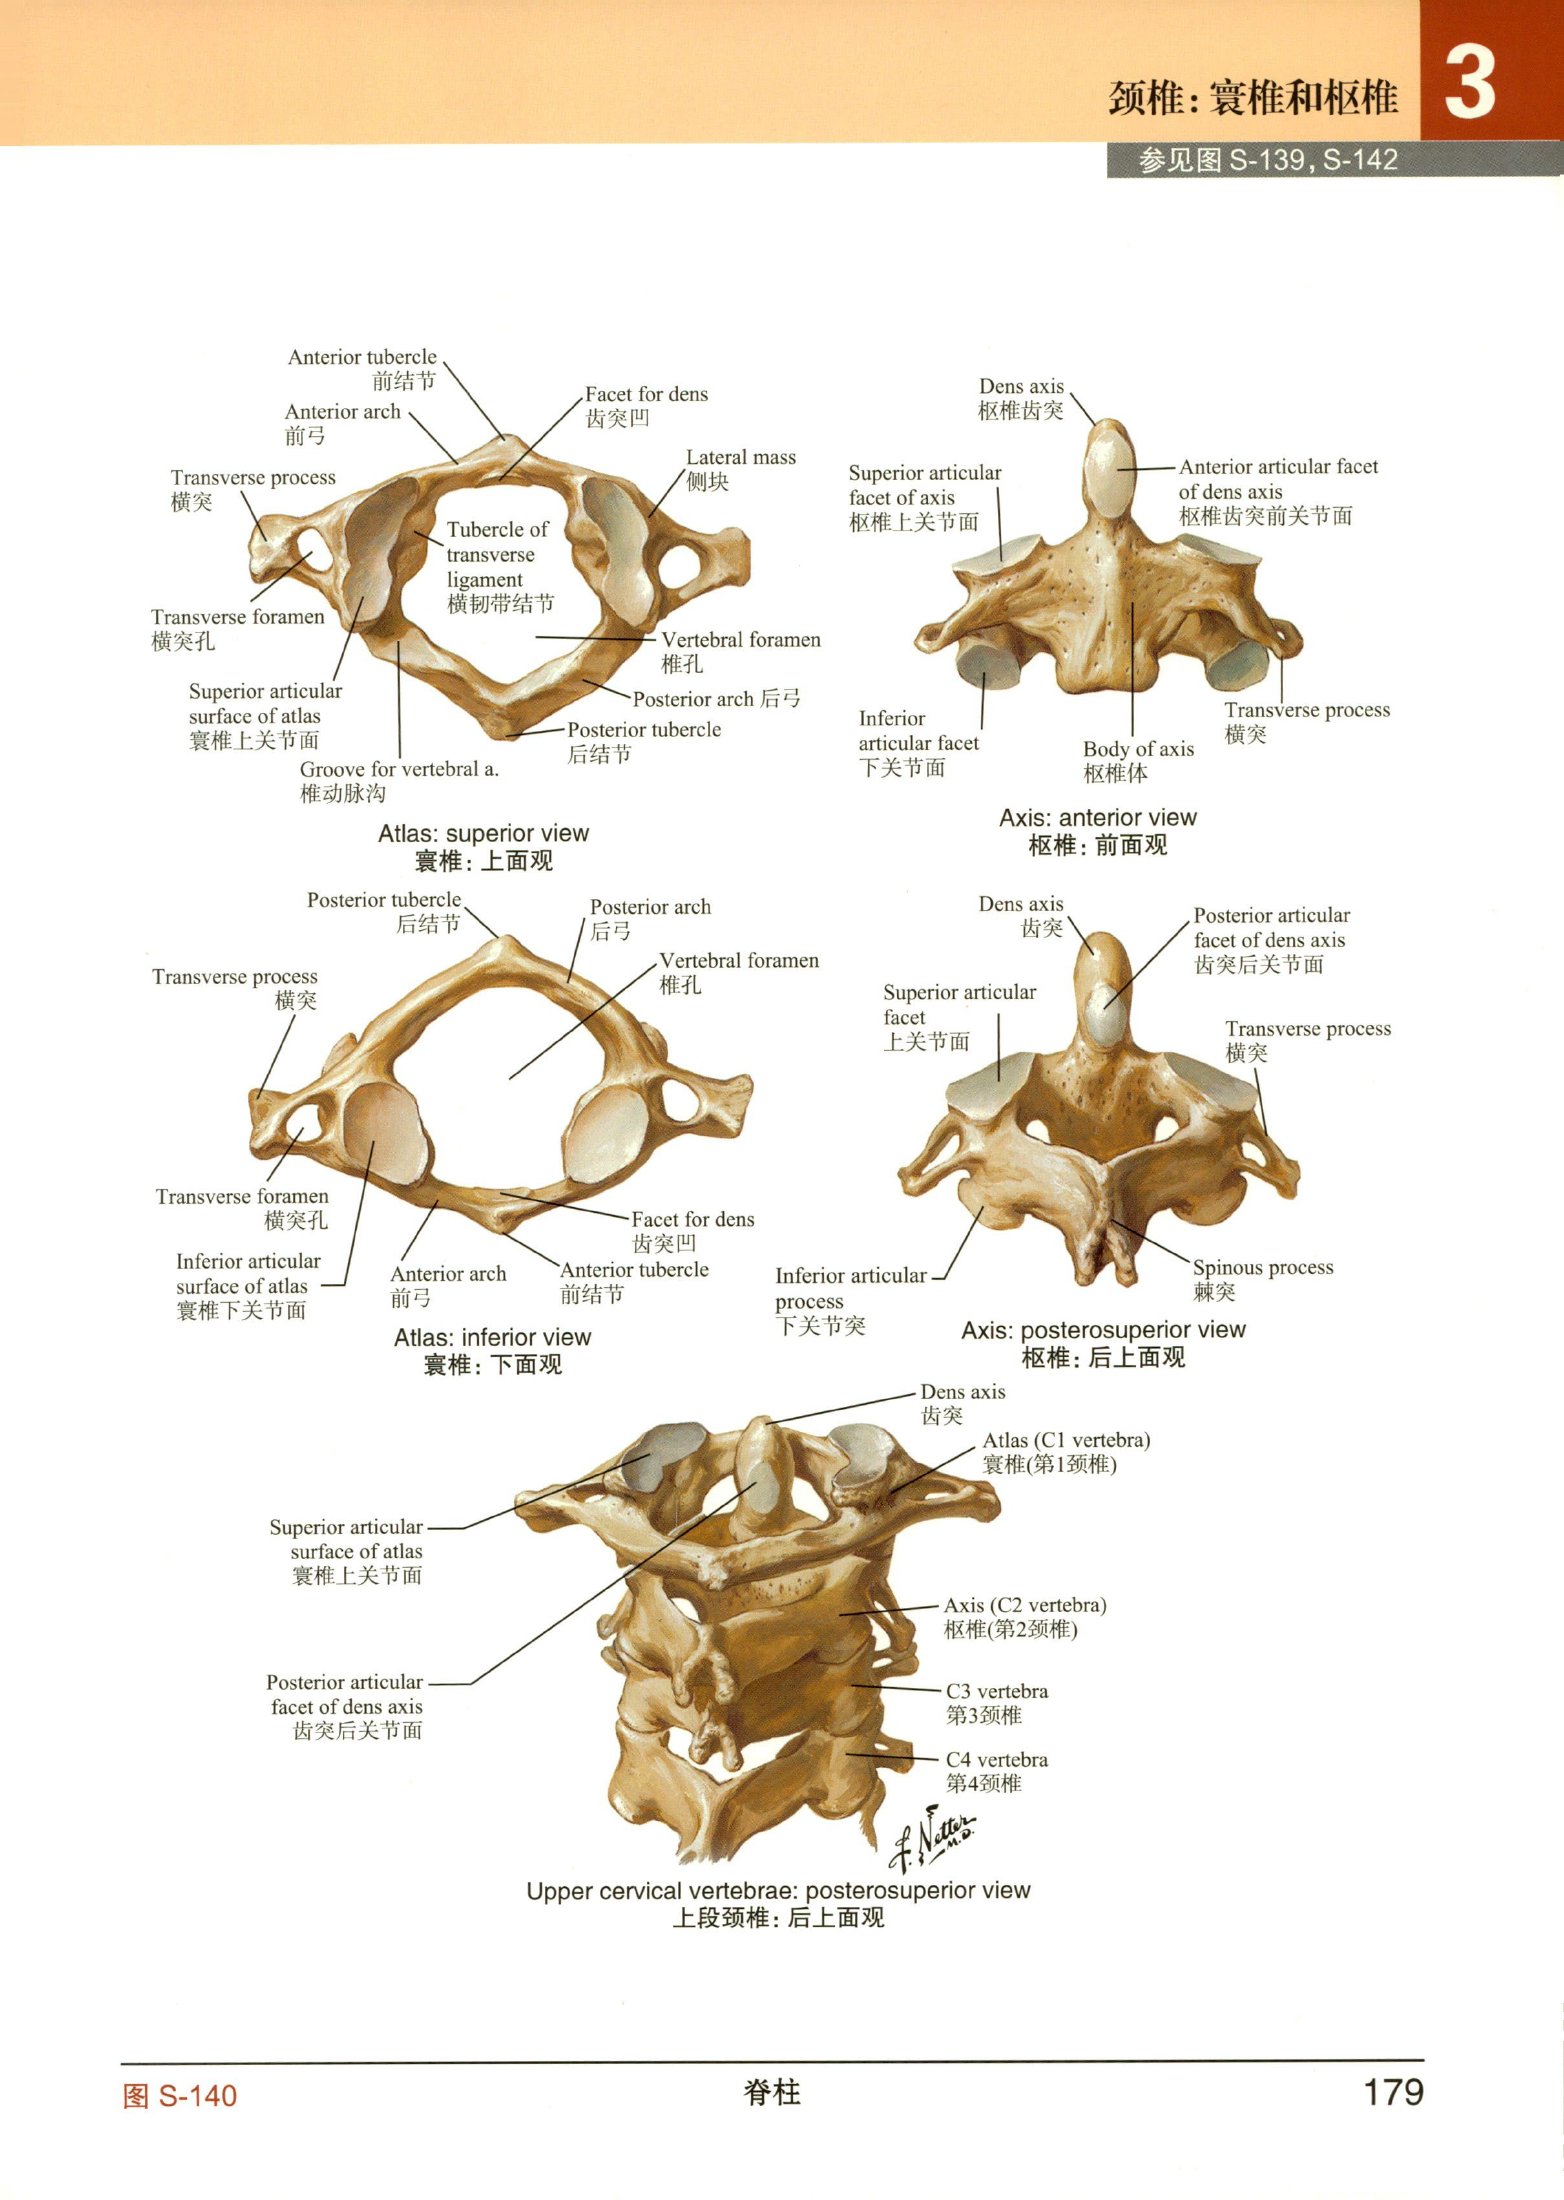 颈椎：寰椎和枢椎
3
参见图 S-139, S-142
Anterior tubercle
前结节
Anterior arch
前弓
Transverse process
横突
Facet for dens
齿突凹
Lateral mass
侧块
Tubercle of
transverse
ligament
横韧带结节
Transverse foramen
横突孔
Vertebral foramen
椎孔
Superior articular
surface of atlas
寰椎上关节面
Posterior arch 后弓
Posterior tubercle
后结节
Groove for vertebral a.
椎动脉沟
Atlas: superior view
寰椎：上面观
Dens axis
枢椎齿突
Superior articular
facet of axis
枢椎上关节面
Anterior articular facet
of dens axis
枢椎齿突前关节面
Inferior
articular facet
下关节面
Body of axis
枢椎体
Transverse process
横突
Axis: anterior view
枢椎：前面观
Posterior tubercle
后结节
Posterior arch
后弓
Vertebral foramen
椎孔
Transverse process
横突
Transverse foramen
横突孔
Inferior articular
surface of atlas
寰椎下关节面
Anterior arch
前弓
Facet for dens
齿突凹
Anterior tubercle
前结节
Atlas: inferior view
寰椎：下面观
Dens axis
齿突
Posterior articular
facet of dens axis
齿突后关节面
Superior articular
facet
上关节面
Transverse process
横突
Inferior articular
process
下关节突
Spinous process
棘突
Axis: posterosuperior view
枢椎：后上面观
Dens axis
齿突
Atlas (C1 vertebra)
寰椎(第1颈椎)
Superior articular
surface of atlas
寰椎上关节面
Axis (C2 vertebra)
枢椎(第2颈椎)
Posterior articular
facet of dens axis
齿突后关节面
C3 vertebra
第3颈椎
C4 vertebra
第4颈椎
F. Netter
M.D.
Upper cervical vertebrae: posterosuperior view
上段颈椎：后上面观
图 S-140
脊柱
179